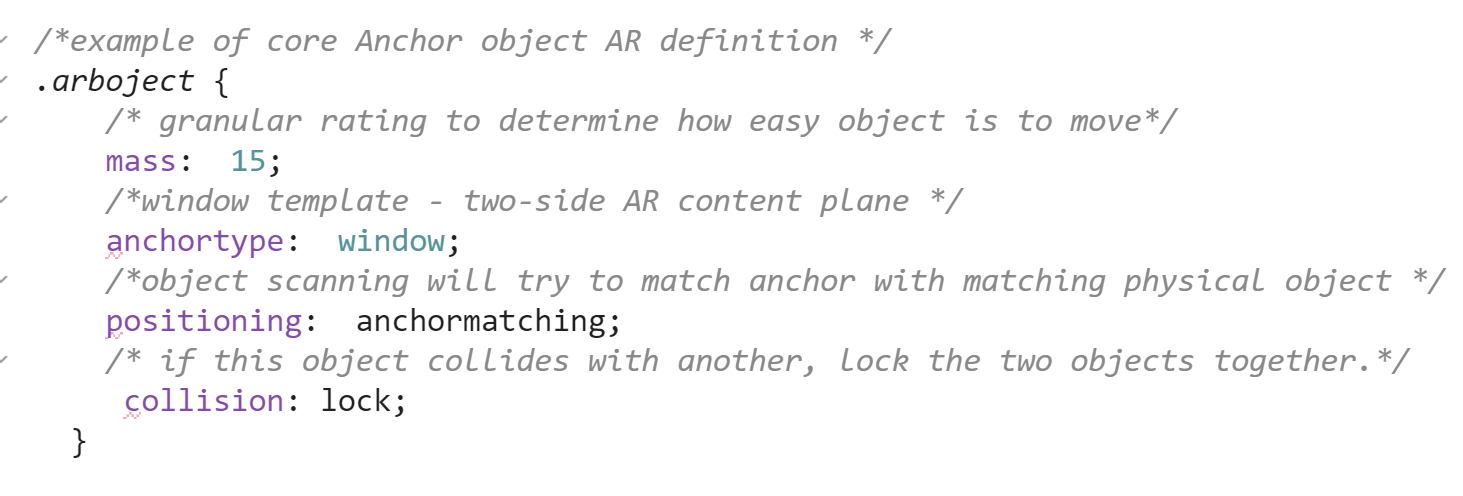 /*example of core Anchor object AR definition */
.arboject {
/* granular rating to determine how easy object is to move*/
mass:  15;
/*window template - two-side AR content plane */
anchortype:  window;
/*object scanning will try to match anchor with matching physical object */
positioning:  anchormatching;
/* if this object collides with another, lock the two objects together.*/
collision: lock;
}